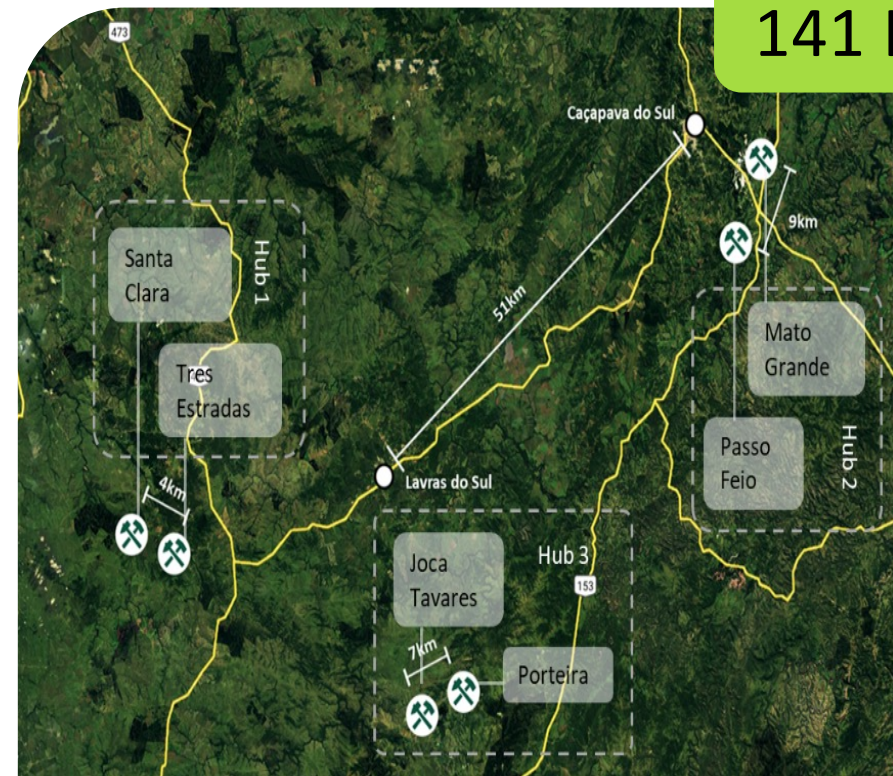 141
473
Caçapava do Sul
9km
Santa
Clara
Hub 1
51km
Mato
Grande
Tres
Estradas
Passo
Feio
Hub 2
4km
Lavras do Sul
Joca
Tavares
Hub 3
153
7km
Porteira